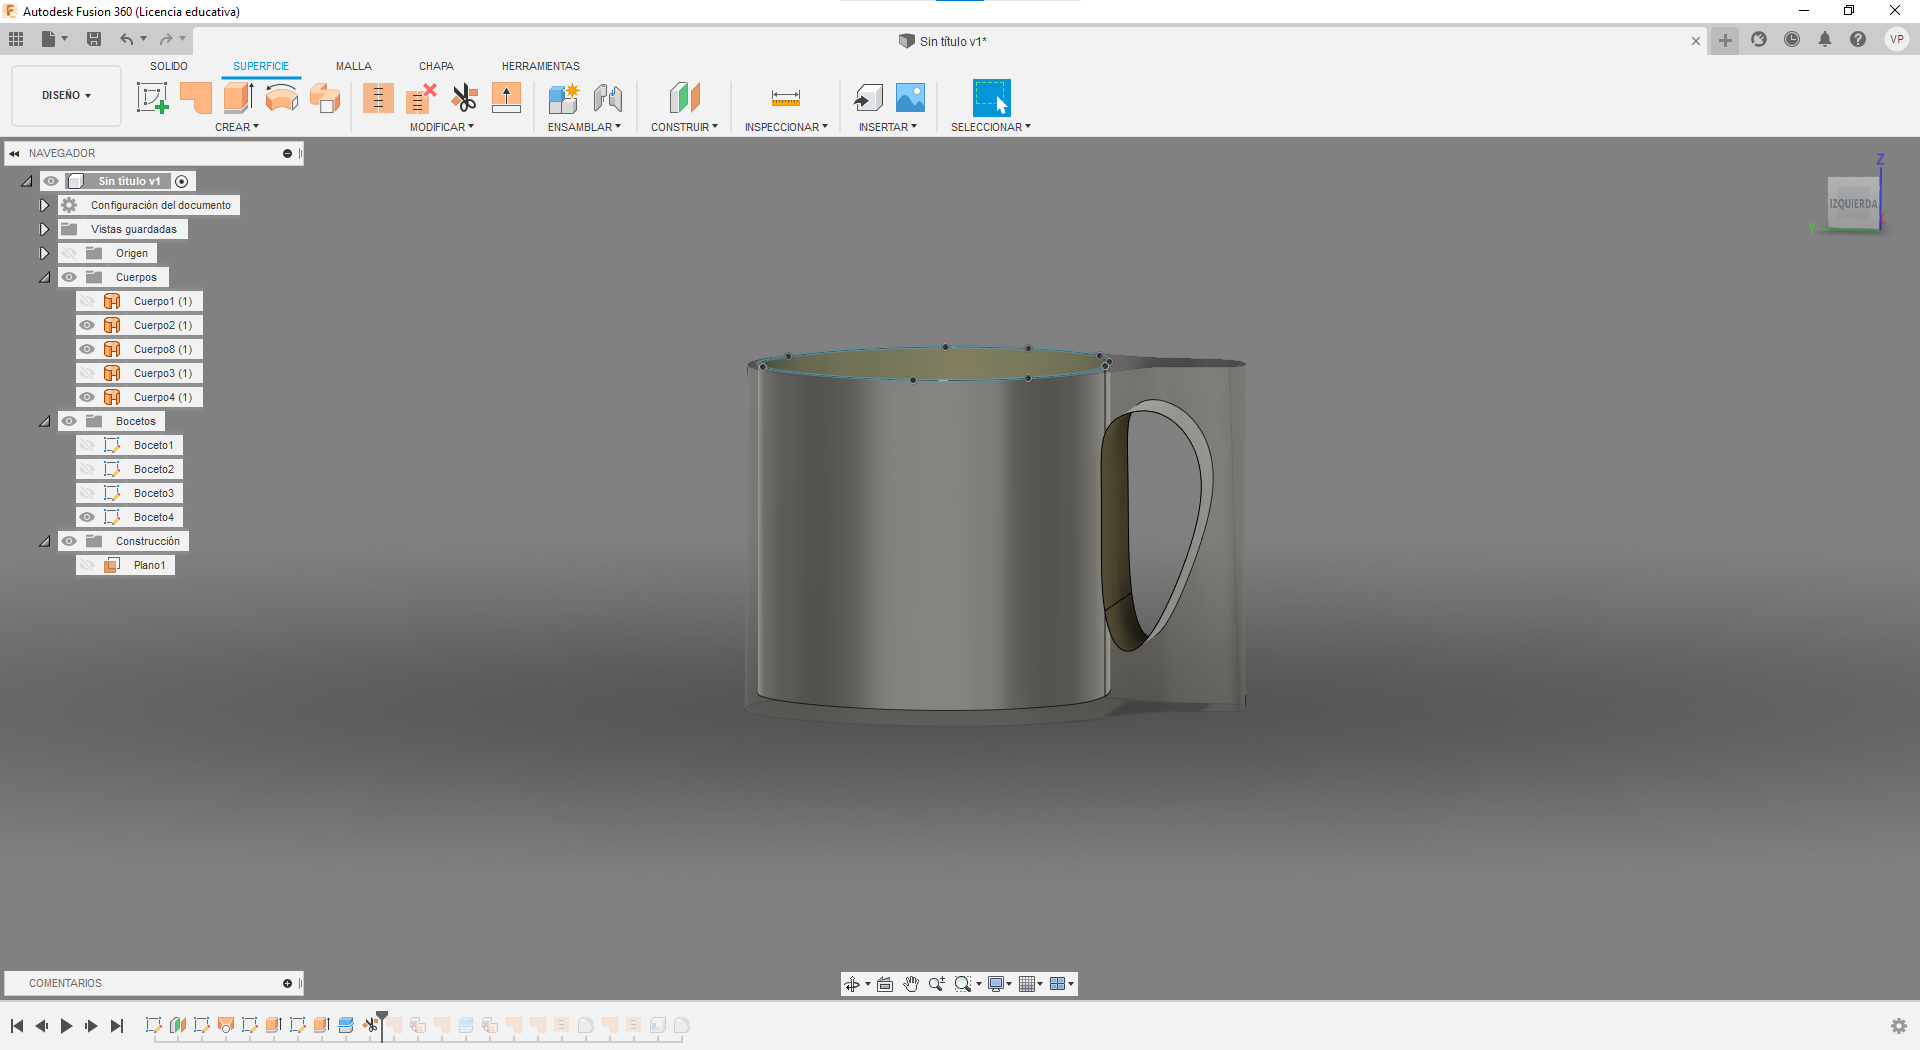 Autodesk Fusion 360 (Licencia educativa)
Sin título v1*
VP
DISEÑO
SOLIDO SUPERFICIE MALLA CHAPA HERRAMIENTAS
CREAR MODIFICAR ENSAMBLAR CONSTRUIR INSPECCIONAR INSERTAR SELECCIONAR
NAVEGADOR
Sin título v1
Configuración del documento
Vistas guardadas
Origen
Cuerpos
Cuerpo1 (1)
Cuerpo2 (1)
Cuerpo8 (1)
Cuerpo3 (1)
Cuerpo4 (1)
Bocetos
Boceto1
Boceto2
Boceto3
Boceto4
Construcción
Plano1
Z
IZQUIERDA
Y
COMENTARIOS